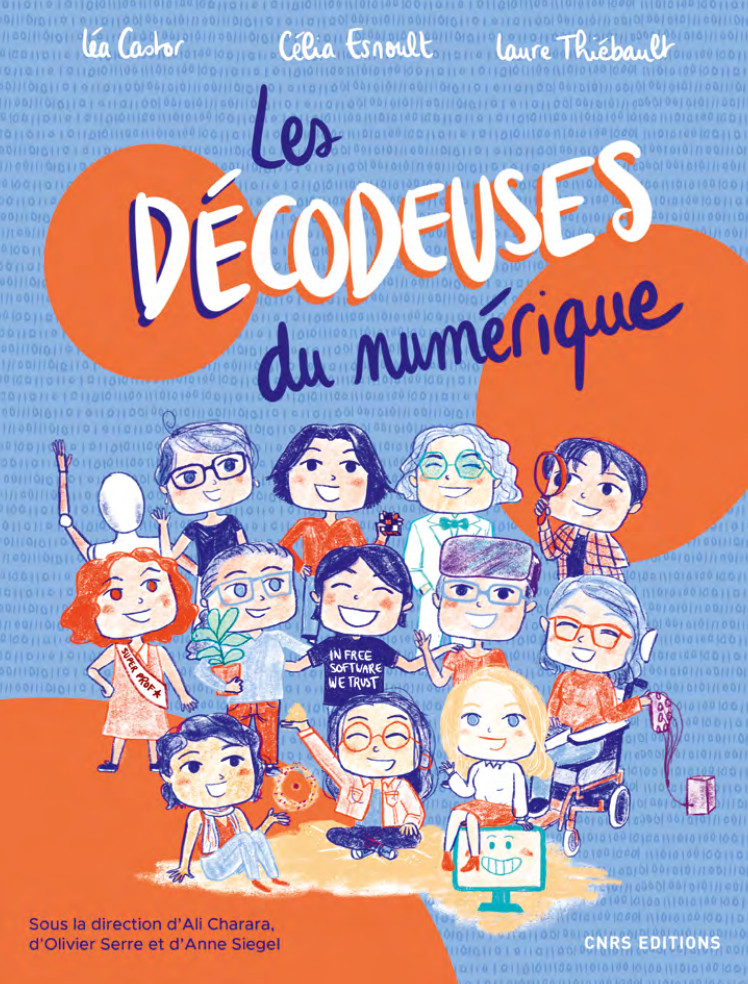 Léa Castor Célia Esnoult Laure Thiébault
Les
DÉCODEUSES
du numérique
SUPER PROF★
IN FREE
SOFTWARE
WE TRUST
Sous la direction d'Ali Charara,
d'Olivier Serre et d'Anne Siegel
CNRS EDITIONS